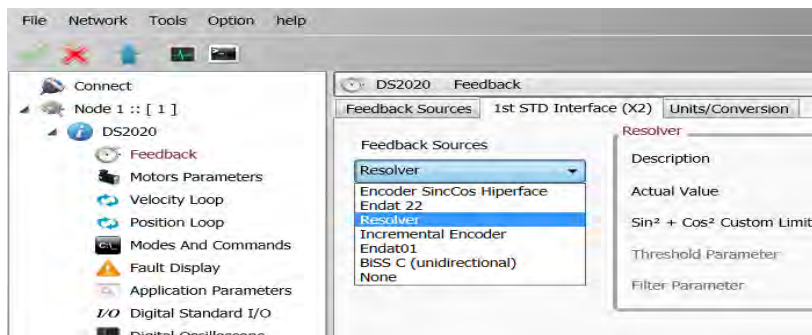 File Network Tools Option help
Connect
Node 1 :: [ 1 ]
DS2020
Feedback
Motors Parameters
Velocity Loop
Position Loop
C:\_ Modes And Commands
Fault Display
Application Parameters
I/O Digital Standard I/O
Digital Oscilloscope
DS2020 Feedback
Feedback Sources 1st STD Interface (X2) Units/Conversion
Feedback Sources
Resolver
Encoder SincCos Hiperface
Endat 22
Resolver
Incremental Encoder
Endat01
BiSS C (unidirectional)
None
Resolver
Description
Actual Value
Sin² + Cos² Custom Limit
Threshold Parameter
Filter Parameter